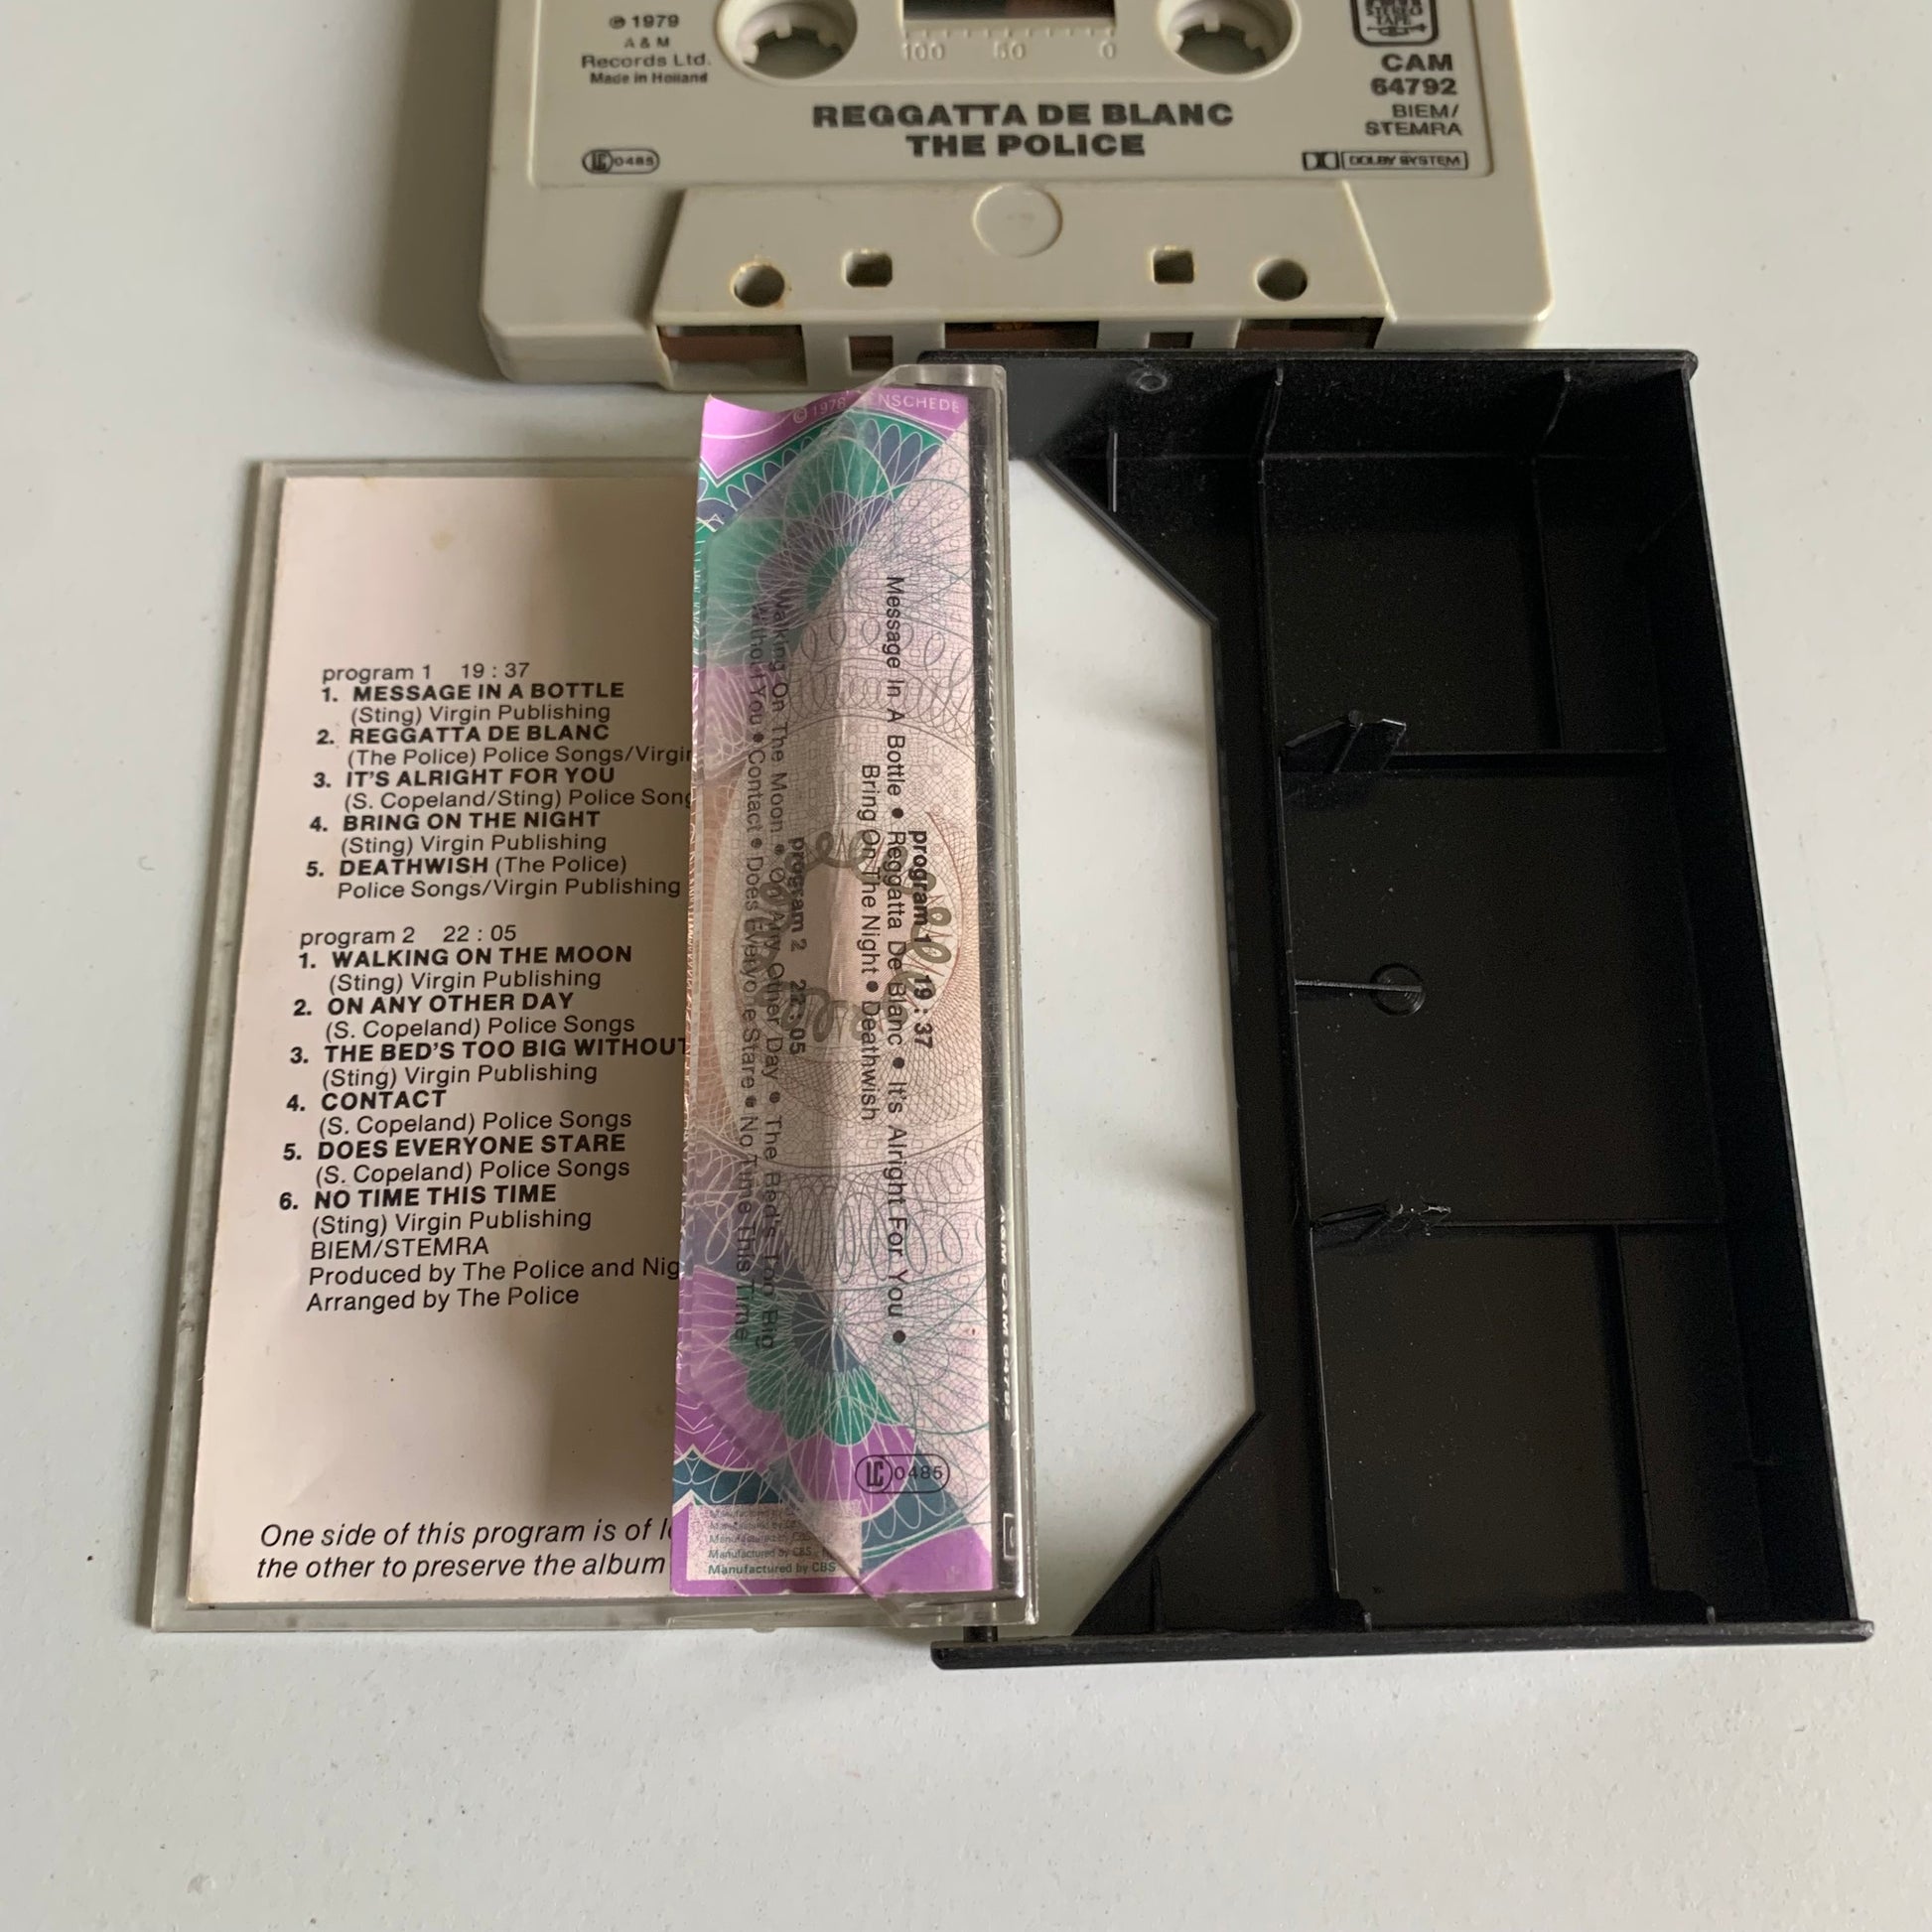 ℗ 1979
A & M
Records Ltd.
Made in Holland
100 50 0
STEREO
TAPE
CAM
64792
BIEM/
STEMRA
REGGATTA DE BLANC
THE POLICE
LC 0485
DOLBY SYSTEM
program 1 19 : 37
1. MESSAGE IN A BOTTLE
(Sting) Virgin Publishing
2. REGGATTA DE BLANC
(The Police) Police Songs/Virgin
3. IT'S ALRIGHT FOR YOU
(S. Copeland/Sting) Police Song
4. BRING ON THE NIGHT
(Sting) Virgin Publishing
5. DEATHWISH (The Police)
Police Songs/Virgin Publishing
program 2 22 : 05
1. WALKING ON THE MOON
(Sting) Virgin Publishing
2. ON ANY OTHER DAY
(S. Copeland) Police Songs
3. THE BED'S TOO BIG WITHOUT
(Sting) Virgin Publishing
4. CONTACT
(S. Copeland) Police Songs
5. DOES EVERYONE STARE
(S. Copeland) Police Songs
6. NO TIME THIS TIME
(Sting) Virgin Publishing
BIEM/STEMRA
Produced by The Police and Nig
Arranged by The Police
One side of this program is of
the other to preserve the album
© 1976 ENSCHEDE
program 1 19 : 37
Message In A Bottle • Reggatta De Blanc • It's Alright For You •
Bring On The Night • Deathwish
program 2 22 : 05
Walking On The Moon • On Any Other Day • The Bed's Too Big
Without You • Contact • Does Everyone Stare • No Time This Time
LC 0485
Manufactured by CBS
Manufactured by CBS
A&M CAM 64792